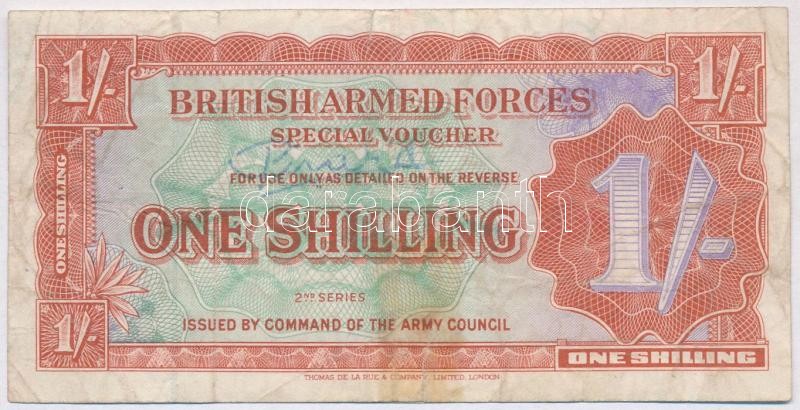 1/- 1/-
BRITISH ARMED FORCES
SPECIAL VOUCHER
FOR USE ONLY AS DETAILED ON THE REVERSE
ONE SHILLING
ONE SHILLING
1/-
2ND SERIES
ISSUED BY COMMAND OF THE ARMY COUNCIL
1/-
ONE SHILLING
THOMAS DE LA RUE & COMPANY, LIMITED, LONDON
darabanth